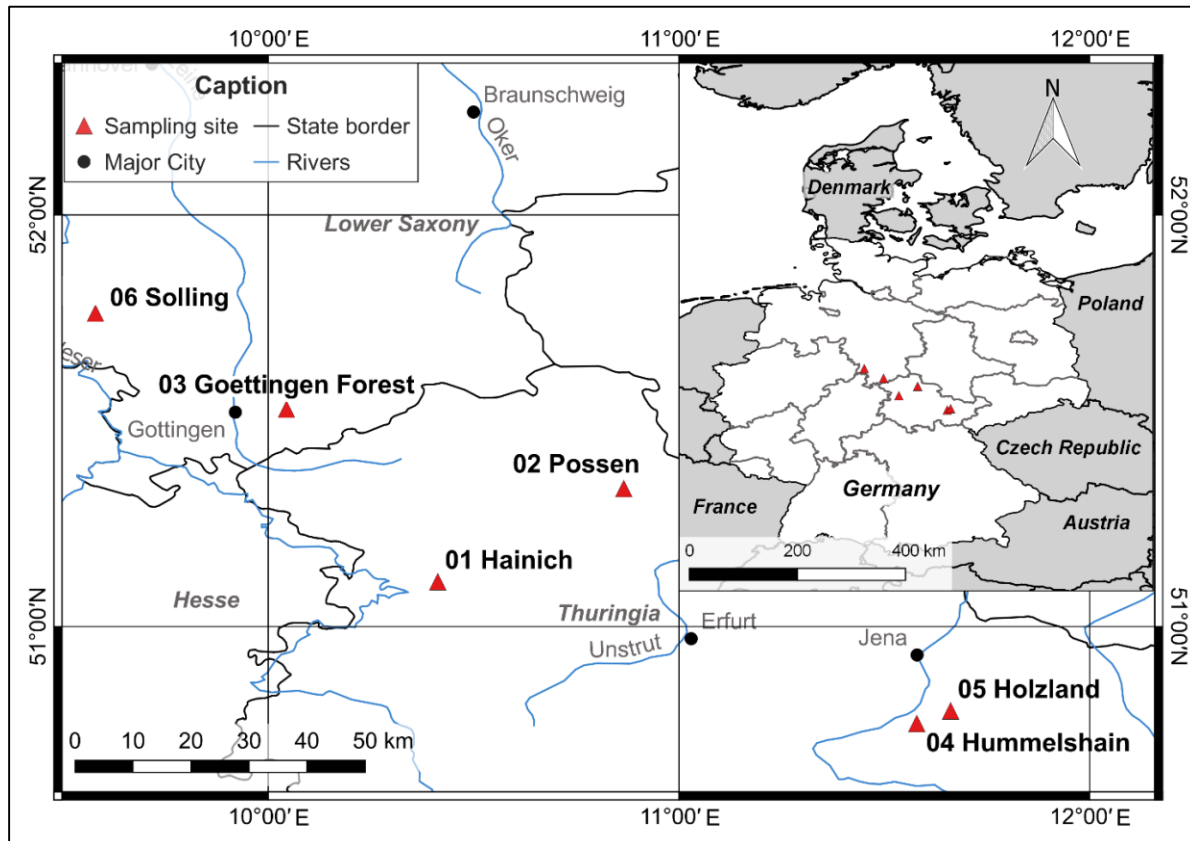 10°00′ E
11°00′ E
12°00′ E
Caption
Sampling site
State border
Major City
Rivers
Braunschweig
Oker
Lower Saxony
52°00′N
52°00′N
N
Denmark
Poland
Czech Republic
Germany
France
Austria
0
200
400 km
06 Solling
03 Goettingen Forest
Gottingen
02 Possen
01 Hainich
Hesse
Thuringia
Unstrut
Erfurt
Jena
05 Holzland
04 Hummelshain
51°00′N
51°00′N
0
10
20
30
40
50 km
10°00′ E
11°00′ E
12°00′ E